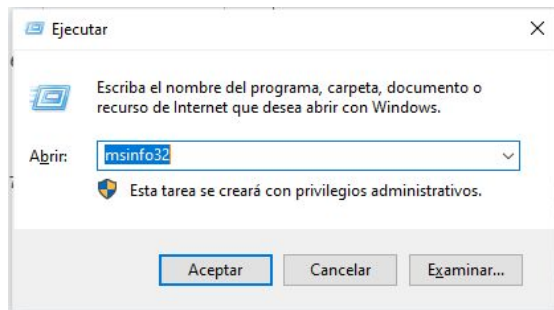 Ejecutar
Escriba el nombre del programa, carpeta, documento o
recurso de Internet que desea abrir con Windows.
Abrir:
msinfo32
Esta tarea se creará con privilegios administrativos.
Aceptar
Cancelar
Examinar...